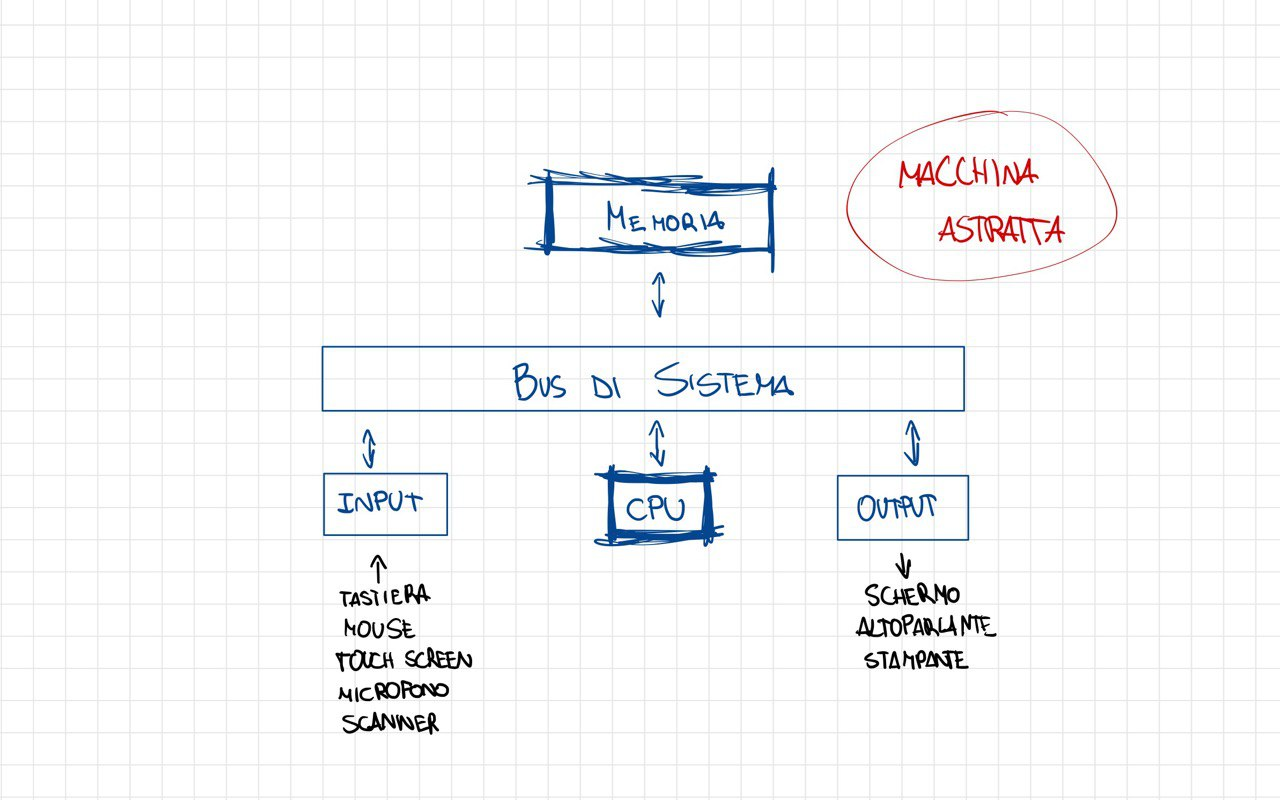 MACCHINA
ASTRATTA
MEMORIA
BUS DI SISTEMA
INPUT
CPU
OUTPUT
TASTIERA
MOUSE
TOUCH SCREEN
MICROFONO
SCANNER
SCHERMO
ALTOPARLANTE
STAMPANTE